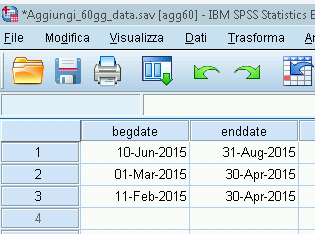 *Aggiungi_60gg_data.sav [agg60] - IBM SPSS Statistics
File Modifica Visualizza Dati Trasforma
begdate enddate
1 10-Jun-2015 31-Aug-2015
2 01-Mar-2015 30-Apr-2015
3 11-Feb-2015 30-Apr-2015
4